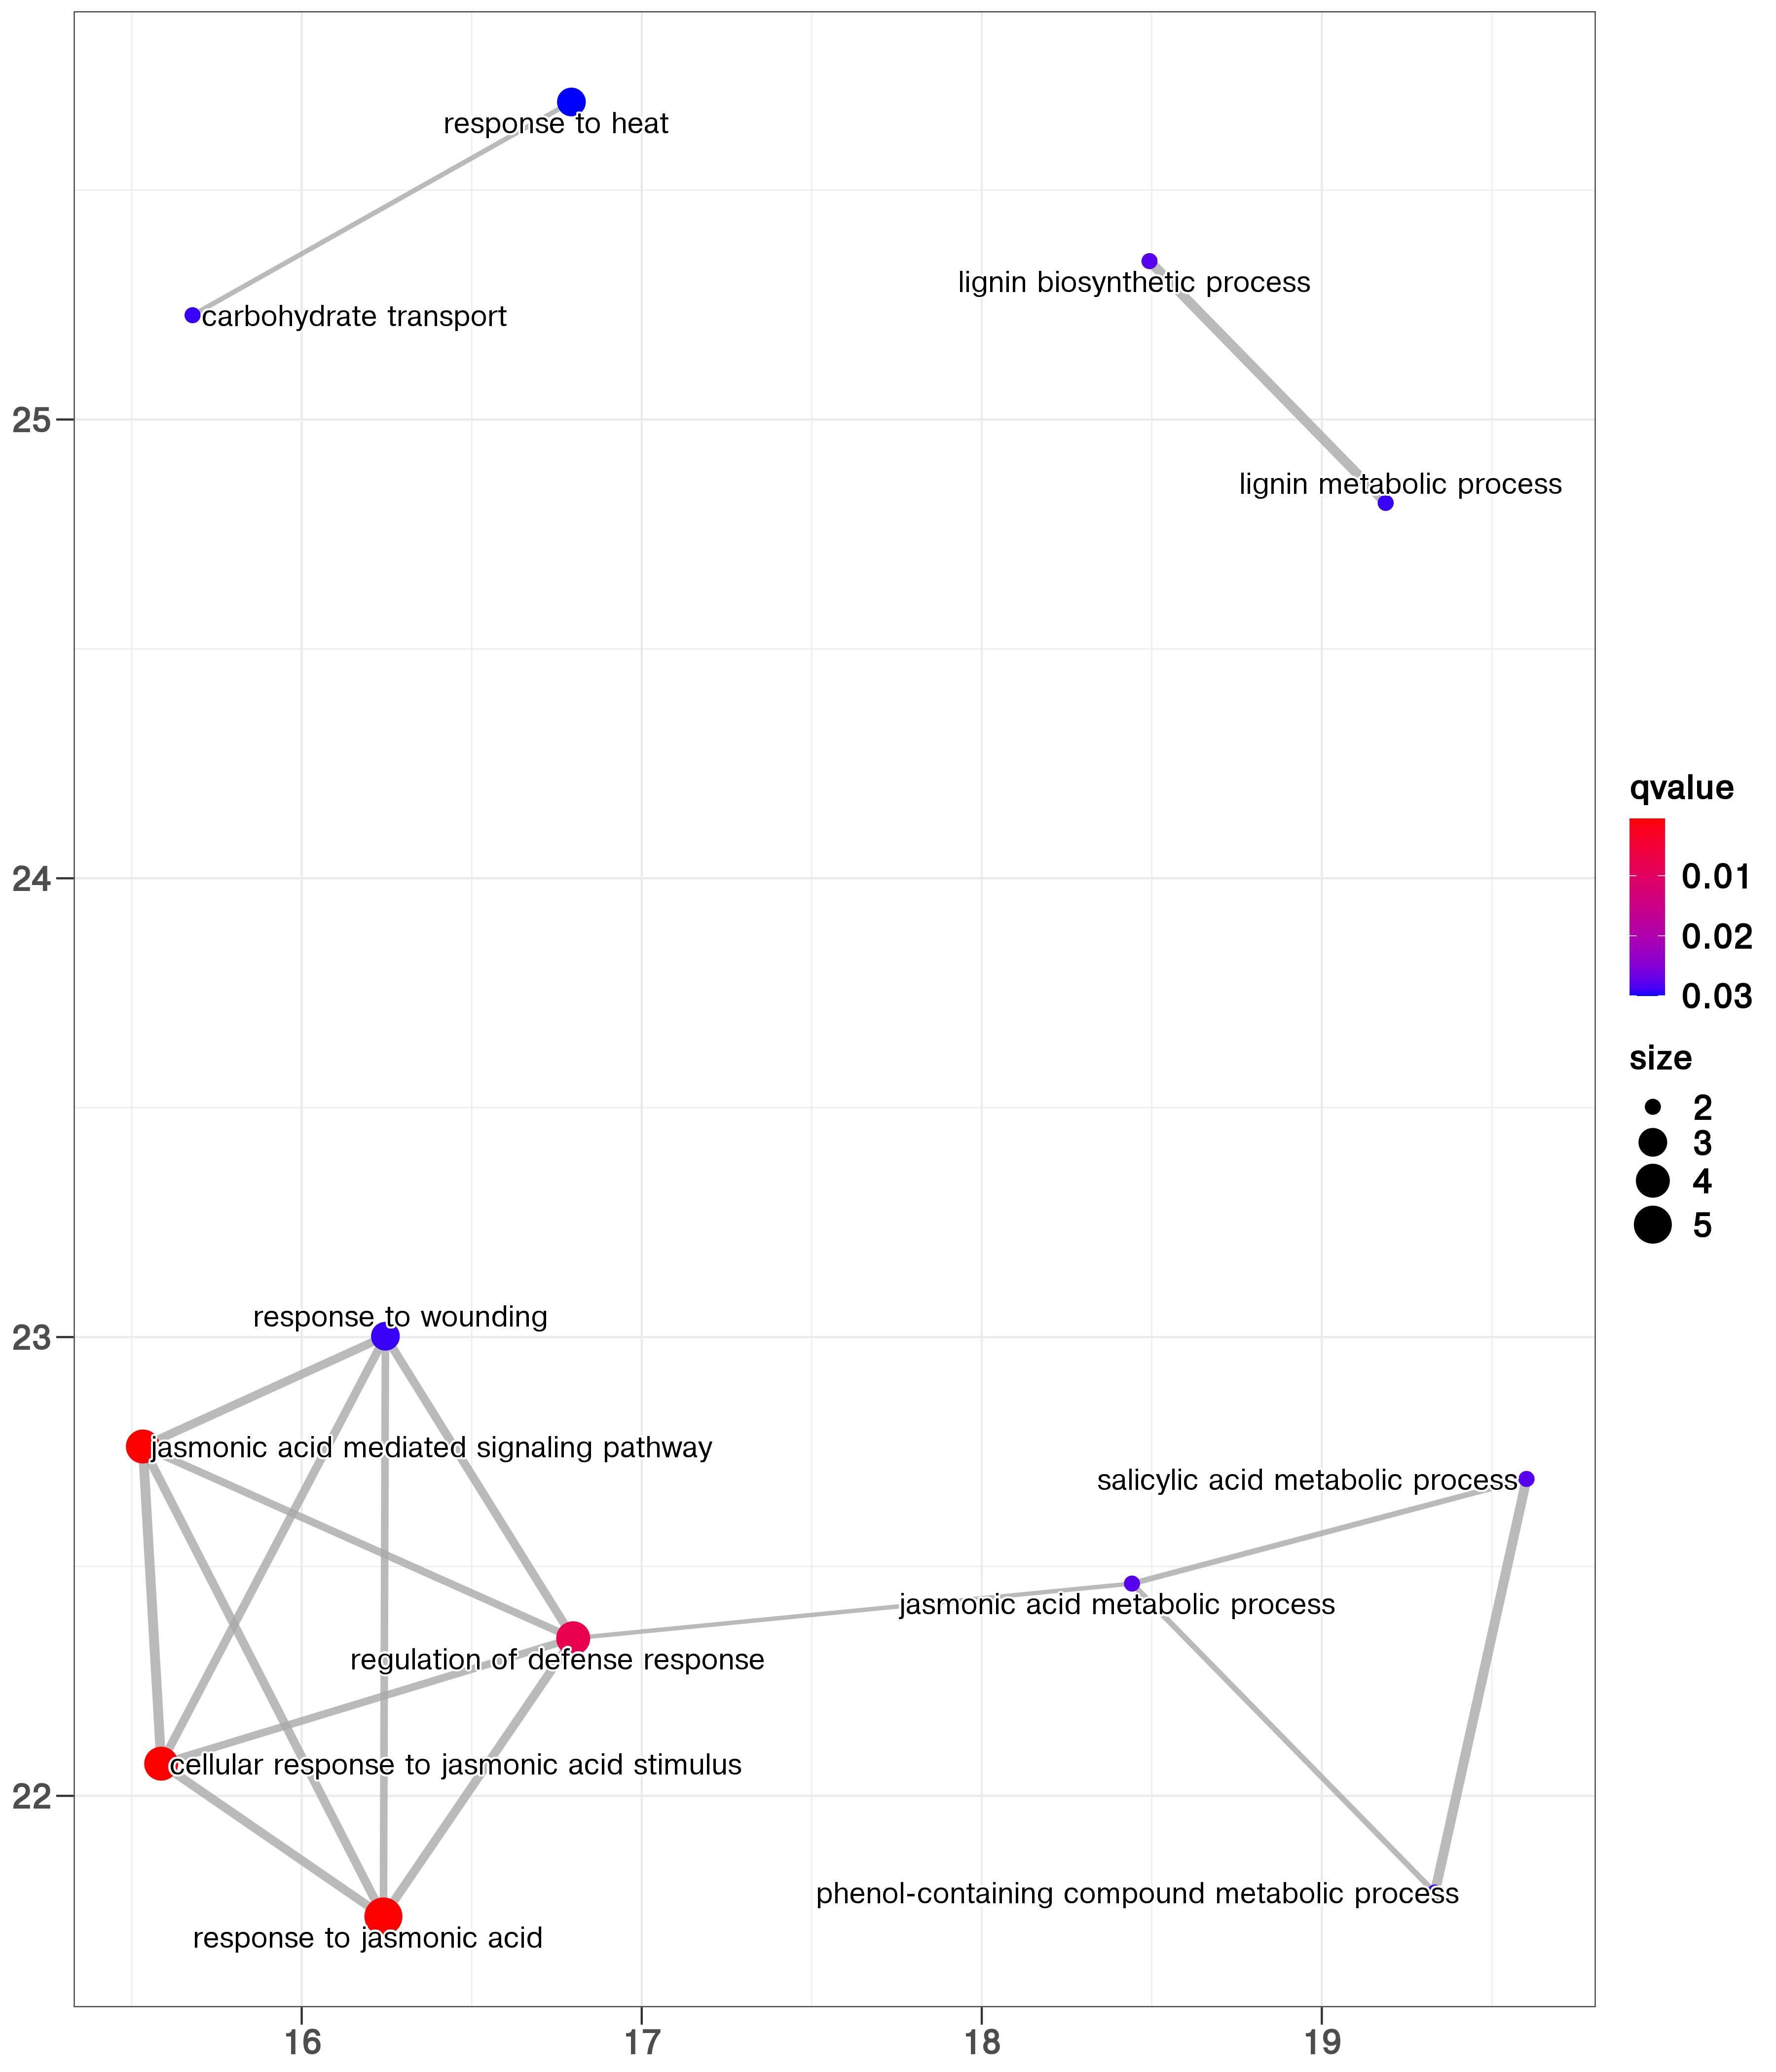 response to heat
lignin biosynthetic process
carbohydrate transport
25
lignin metabolic process
24
23
response to wounding
jasmonic acid mediated signaling pathway
salicylic acid metabolic process
jasmonic acid metabolic process
regulation of defense response
cellular response to jasmonic acid stimulus
22
phenol-containing compound metabolic process
response to jasmonic acid
16
17
18
19
qvalue
0.01
0.02
0.03
size
2
3
4
5